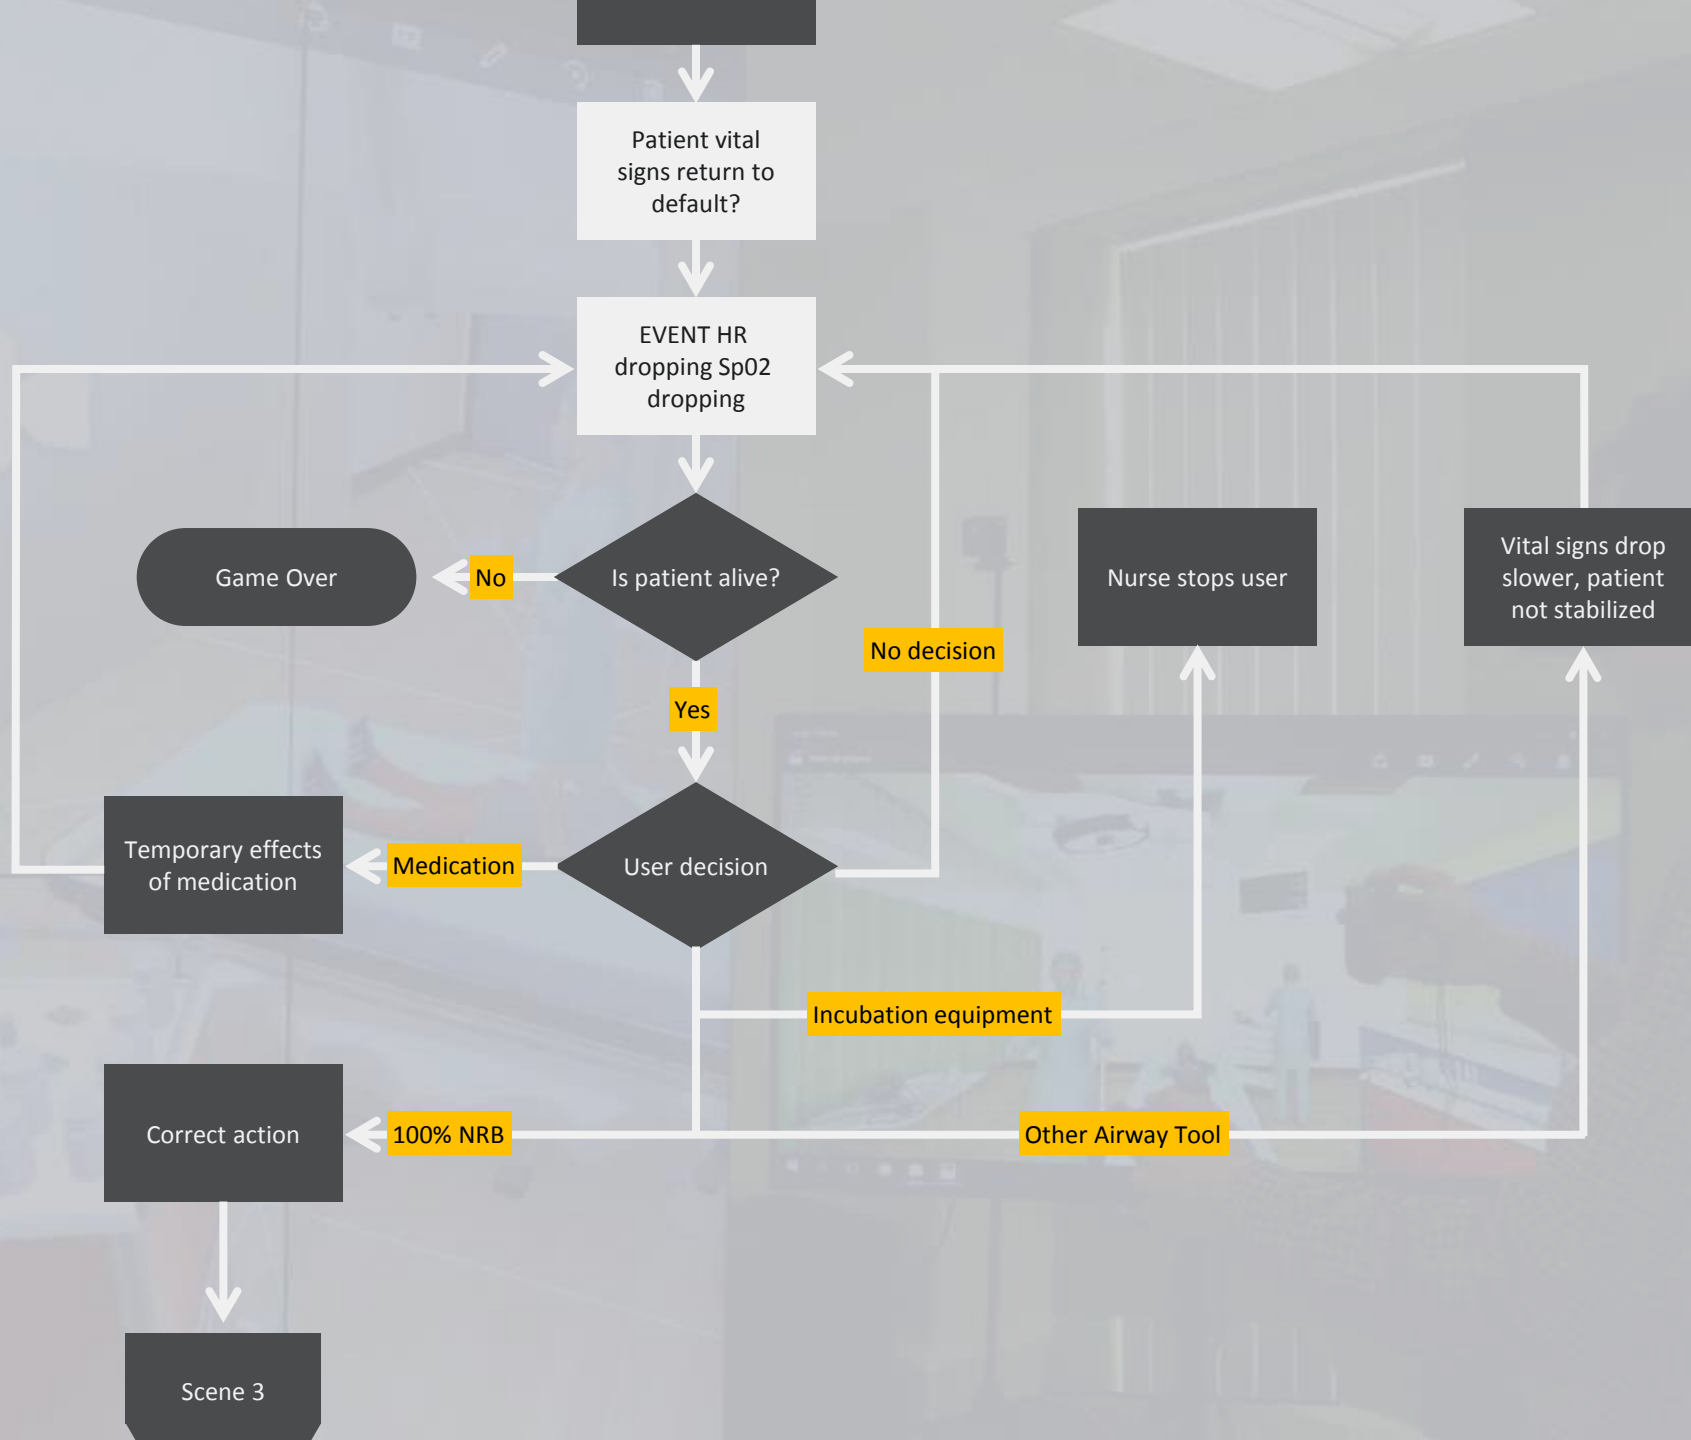 Patient vital
signs return to
default?
EVENT HR
dropping Sp02
dropping
Game Over
No
Is patient alive?
Nurse stops user
Vital signs drop
slower, patient
not stabilized
No decision
Yes
Temporary effects
of medication
Medication
User decision
Incubation equipment
Correct action
100% NRB
Other Airway Tool
Scene 3